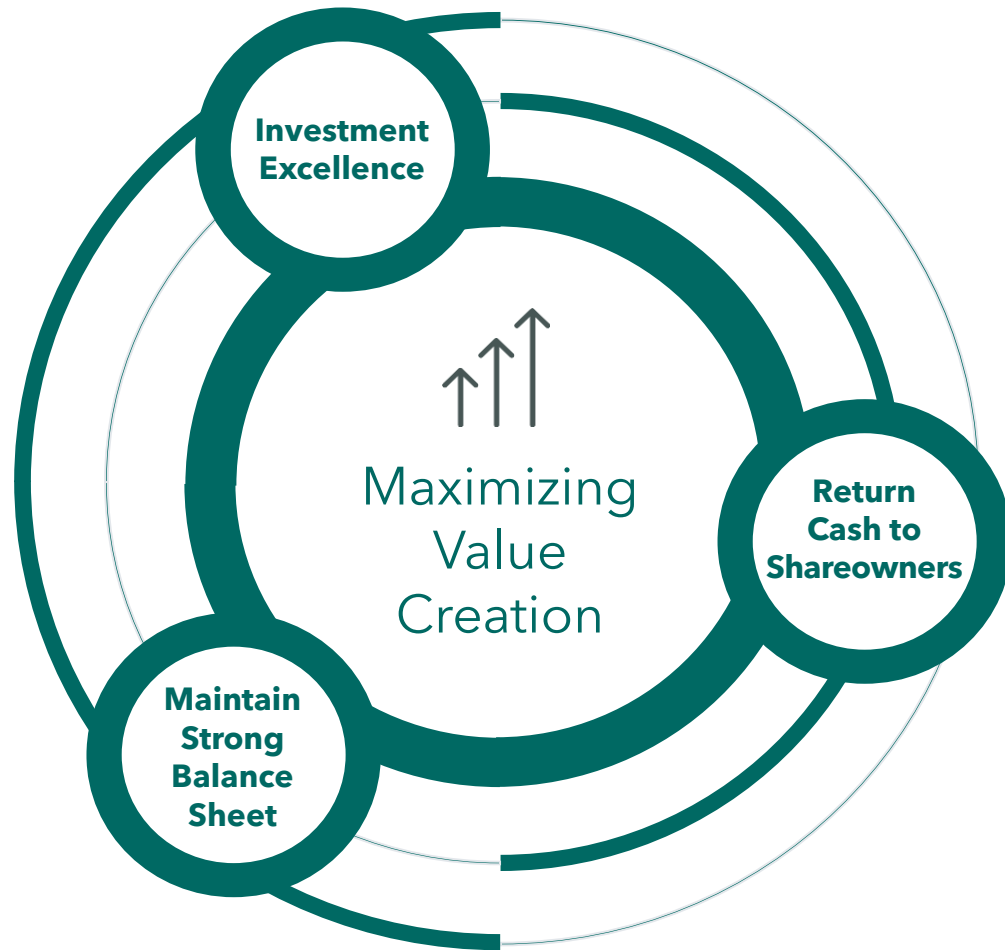 Investment
Excellence
Maximizing
Value
Creation
Return
Cash to
Shareowners
Maintain
Strong
Balance
Sheet